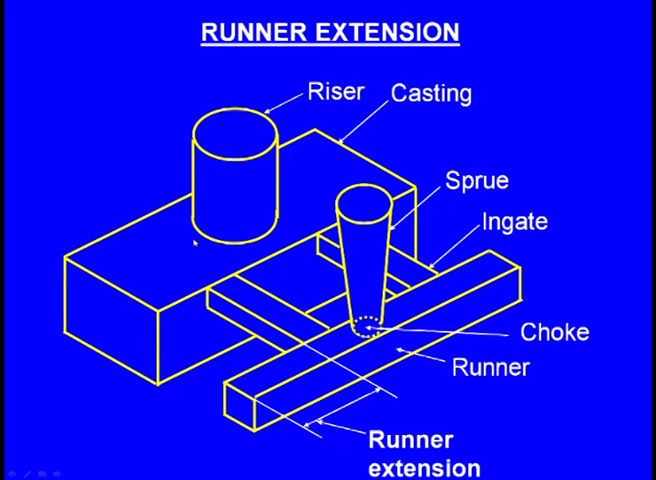 RUNNER EXTENSION
Riser
Casting
Sprue
Ingate
Choke
Runner
Runner
extension